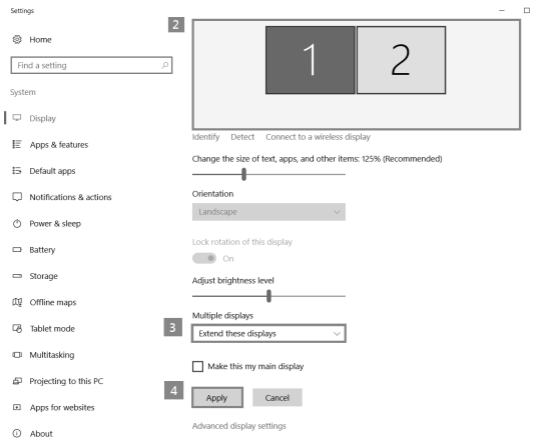 Settings
Home
Find a setting
System
Display
Apps & features
Default apps
Notifications & actions
Power & sleep
Battery
Storage
Offline maps
Tablet mode
Multitasking
Projecting to this PC
Apps for websites
About
2
1 2
Identify Detect Connect to a wireless display
Change the size of text, apps, and other items: 125% (Recommended)
Orientation
Landscape
Lock rotation of this display
On
Adjust brightness level
Multiple displays
3
Extend these displays
Make this my main display
4
Apply Cancel
Advanced display settings